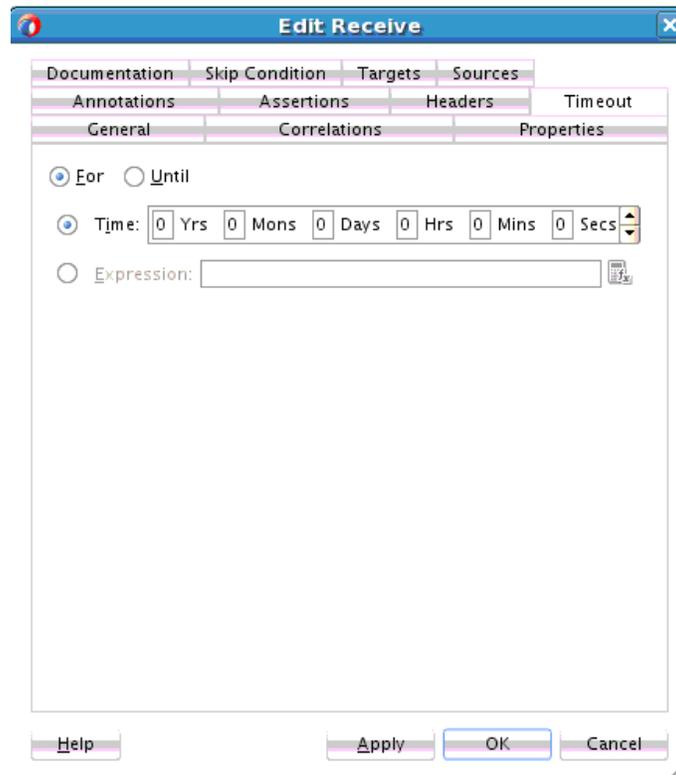 Edit Receive
Documentation Skip Condition Targets Sources
Annotations Assertions Headers Timeout
General Correlations Properties
For Until
Time: 0 Yrs 0 Mons 0 Days 0 Hrs 0 Mins 0 Secs
Expression:
Help Apply OK Cancel